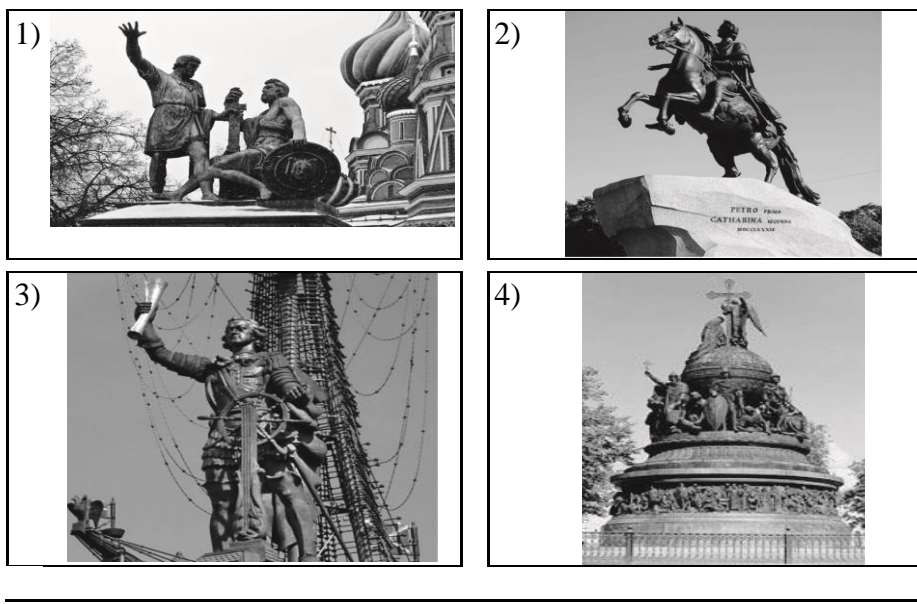 1)
2)
PETRO PRIMO
CATHARINA SECUNDA
MDCCLXXXII
3)
4)